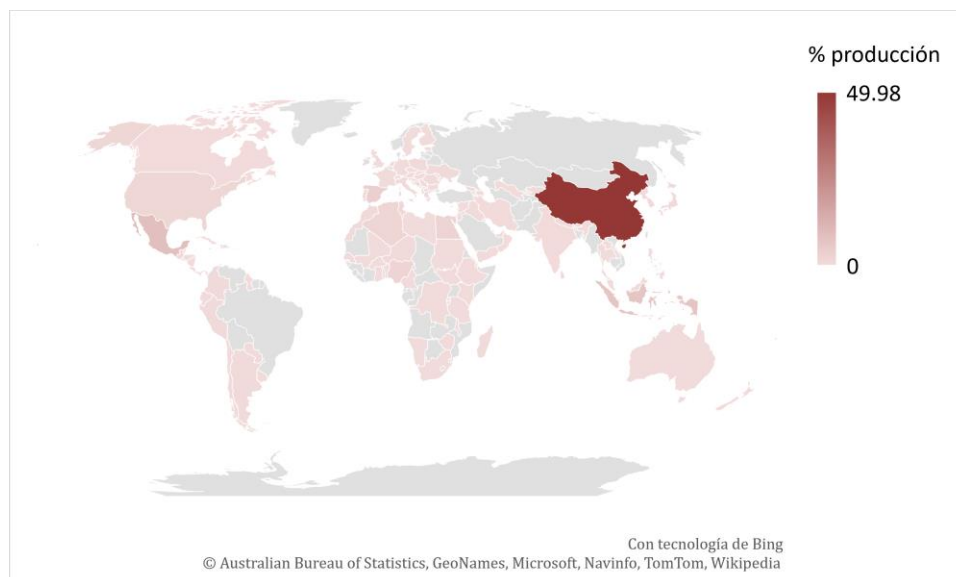 % producción
49.98
0
Con tecnología de Bing
© Australian Bureau of Statistics, GeoNames, Microsoft, Navinfo, TomTom, Wikipedia